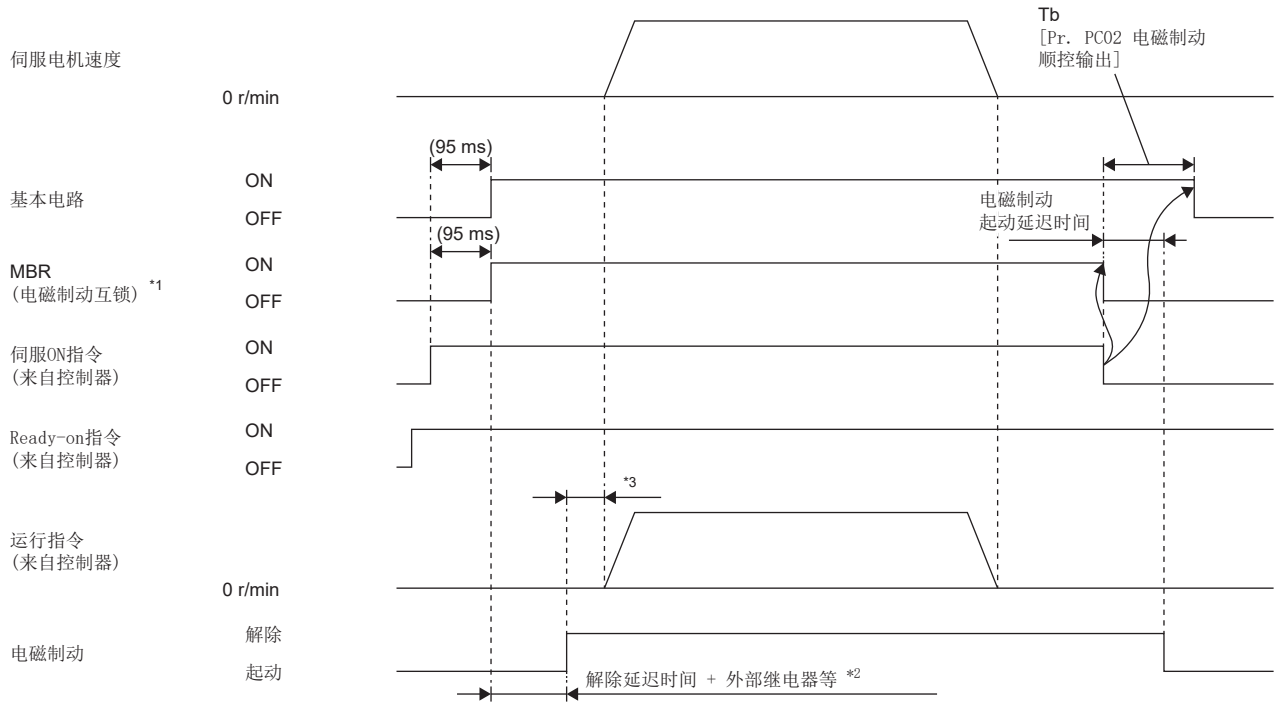 Tb
[Pr. PC02 电磁制动
顺控输出]
伺服电机速度
0 r/min
(95 ms)
基本电路
ON
OFF
电磁制动
起动延迟时间
(95 ms)
MBR
(电磁制动互锁) *1
ON
OFF
伺服ON指令
(来自控制器)
ON
OFF
Ready-on指令
(来自控制器)
ON
OFF
*3
运行指令
(来自控制器)
0 r/min
电磁制动
解除
起动
解除延迟时间 + 外部继电器等 *2